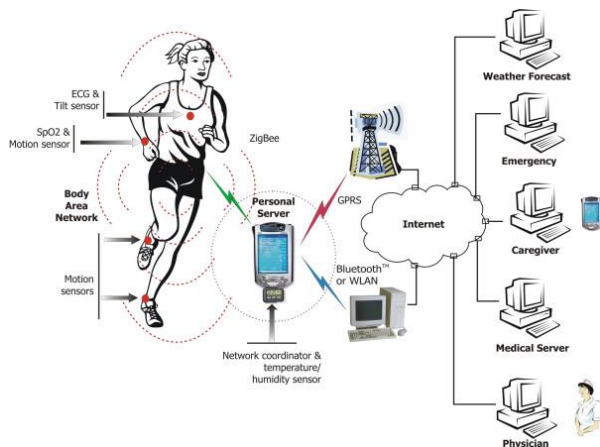 ECG &
Tilt sensor
SpO2 &
Motion sensor
ZigBee
Body
Area
Network
Motion
sensors
Personal
Server
Network coordinator &
temperature/
humidity sensor
GPRS
Bluetooth™
or WLAN
Internet
Weather Forecast
Emergency
Caregiver
Medical Server
Physician